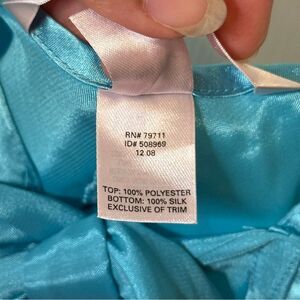 RN# 79711
ID# 508969
12 08
TOP: 100% POLYESTER
BOTTOM: 100% SILK
EXCLUSIVE OF TRIM